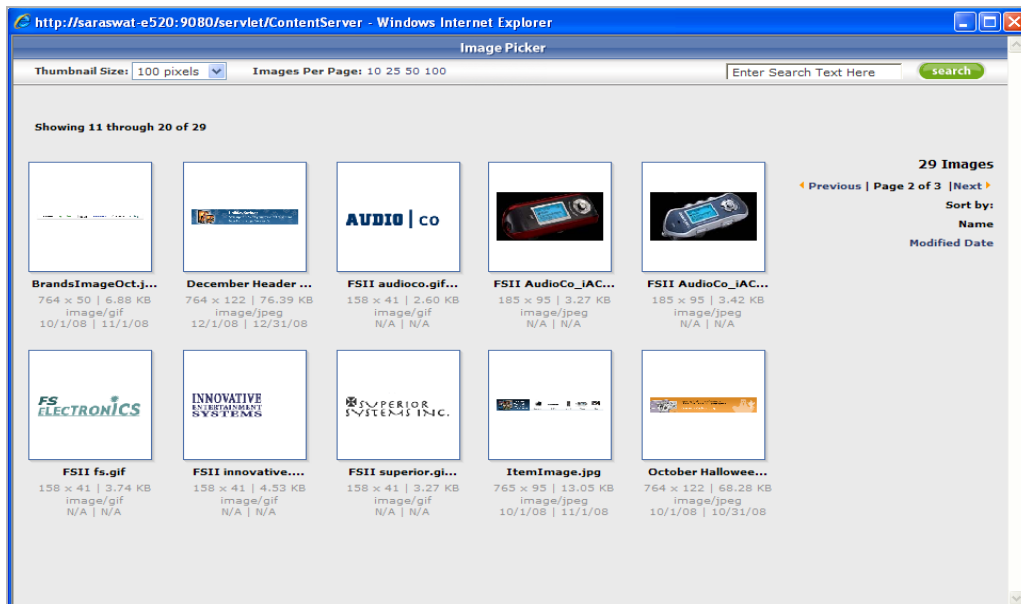 http://saraswat-e520:9080/servlet/ContentServer - Windows Internet Explorer
Image Picker
Thumbnail Size: 100 pixels Images Per Page: 10 25 50 100 Enter Search Text Here search
Showing 11 through 20 of 29
29 Images
Previous | Page 2 of 3 |Next
Sort by:
Name
Modified Date
AUDIO | CO
BrandsImageOct.j... December Header ... FSII audioco.gif... FSII AudioCo_iAC... FSII AudioCo_iAC...
764 x 50 | 6.88 KB 764 x 122 | 76.39 KB 158 x 41 | 2.60 KB 185 x 95 | 3.27 KB 185 x 95 | 3.42 KB
image/gif image/jpeg image/gif image/jpeg image/jpeg
10/1/08 | 11/1/08 12/1/08 | 12/31/08 N/A | N/A N/A | N/A N/A | N/A
FS ELECTRONICS
INNOVATIVE
ENTERTAINMENT
SYSTEMS
SUPERIOR
SYSTEMS INC.
FSII fs.gif FSII innovative.... FSII superior.gi... ItemImage.jpg October Hallowee...
158 x 41 | 3.74 KB 158 x 41 | 4.53 KB 158 x 41 | 3.27 KB 765 x 95 | 13.05 KB 764 x 122 | 68.28 KB
image/gif image/gif image/gif image/jpeg image/jpeg
N/A | N/A N/A | N/A N/A | N/A 10/1/08 | 11/1/08 10/1/08 | 10/31/08